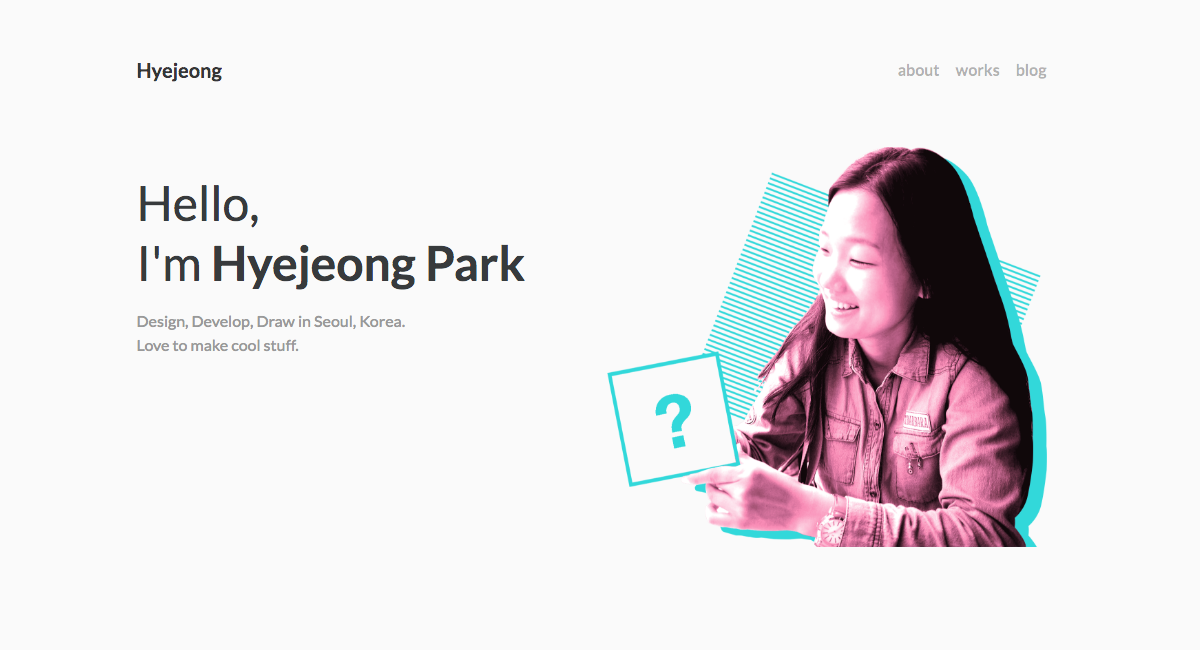 Hyejeong
about works blog
Hello,
I'm Hyejeong Park
Design, Develop, Draw in Seoul, Korea.
Love to make cool stuff.
?